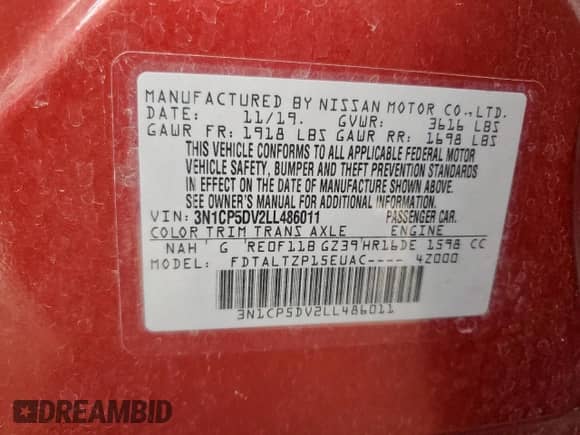 MANUFACTURED BY NISSAN MOTOR CO.,LTD.
DATE: 11/19. GVWR: 3616 LBS
GAWR FR: 1918 LBS GAWR RR: 1698 LBS
THIS VEHICLE CONFORMS TO ALL APPLICABLE FEDERAL MOTOR
VEHICLE SAFETY, BUMPER AND THEFT PREVENTION STANDARDS
IN EFFECT ON THE DATE OF MANUFACTURE SHOWN ABOVE.
SEE OWNER'S MANUAL FOR ADDITIONAL INFORMATION.
VIN: 3N1CP5DV2LL486011 PASSENGER CAR.
COLOR TRIM TRANS AXLE ENGINE
NAH ' G 'RE0F11B GZ39'HR16DE 1598 CC
MODEL: FDTALTZP15EUAC---- 4Z000
3N1CP5DV2LL486011
DREAMBID